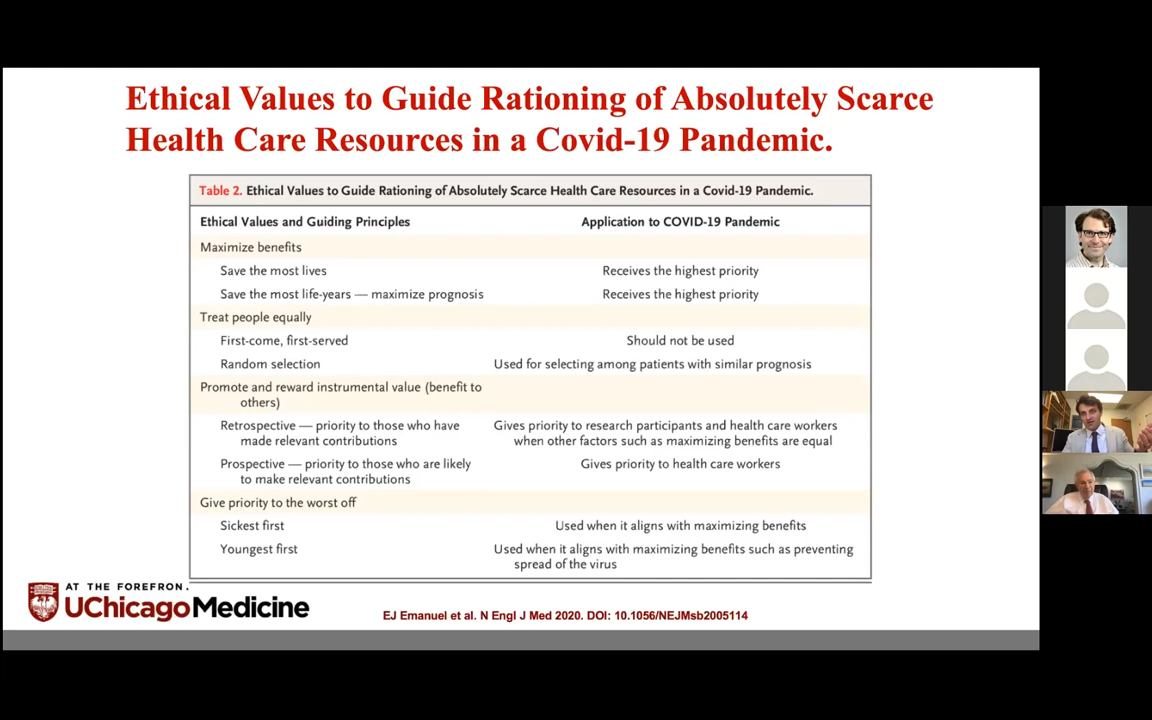 Ethical Values to Guide Rationing of Absolutely Scarce
Health Care Resources in a Covid-19 Pandemic.
Table 2. Ethical Values to Guide Rationing of Absolutely Scarce Health Care Resources in a Covid-19 Pandemic.
Ethical Values and Guiding Principles Application to COVID-19 Pandemic
Maximize benefits
Save the most lives Receives the highest priority
Save the most life-years — maximize prognosis Receives the highest priority
Treat people equally
First-come, first-served Should not be used
Random selection Used for selecting among patients with similar prognosis
Promote and reward instrumental value (benefit to
others)
Retrospective — priority to those who have Gives priority to research participants and health care workers
made relevant contributions when other factors such as maximizing benefits are equal
Prospective — priority to those who are likely Gives priority to health care workers
to make relevant contributions
Give priority to the worst off
Sickest first Used when it aligns with maximizing benefits
Youngest first Used when it aligns with maximizing benefits such as preventing
spread of the virus
AT THE FOREFRON.
UChicago Medicine
EJ Emanuel et al. N Engl J Med 2020. DOI: 10.1056/NEJMsb2005114